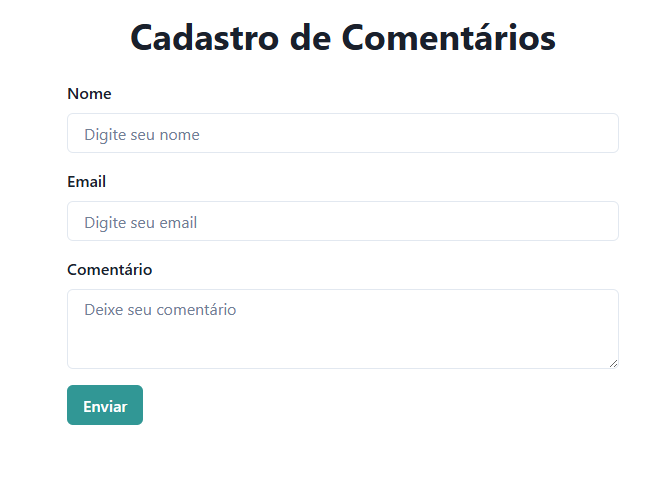 Cadastro de Comentários
Nome
Digite seu nome
Email
Digite seu email
Comentário
Deixe seu comentário
Enviar